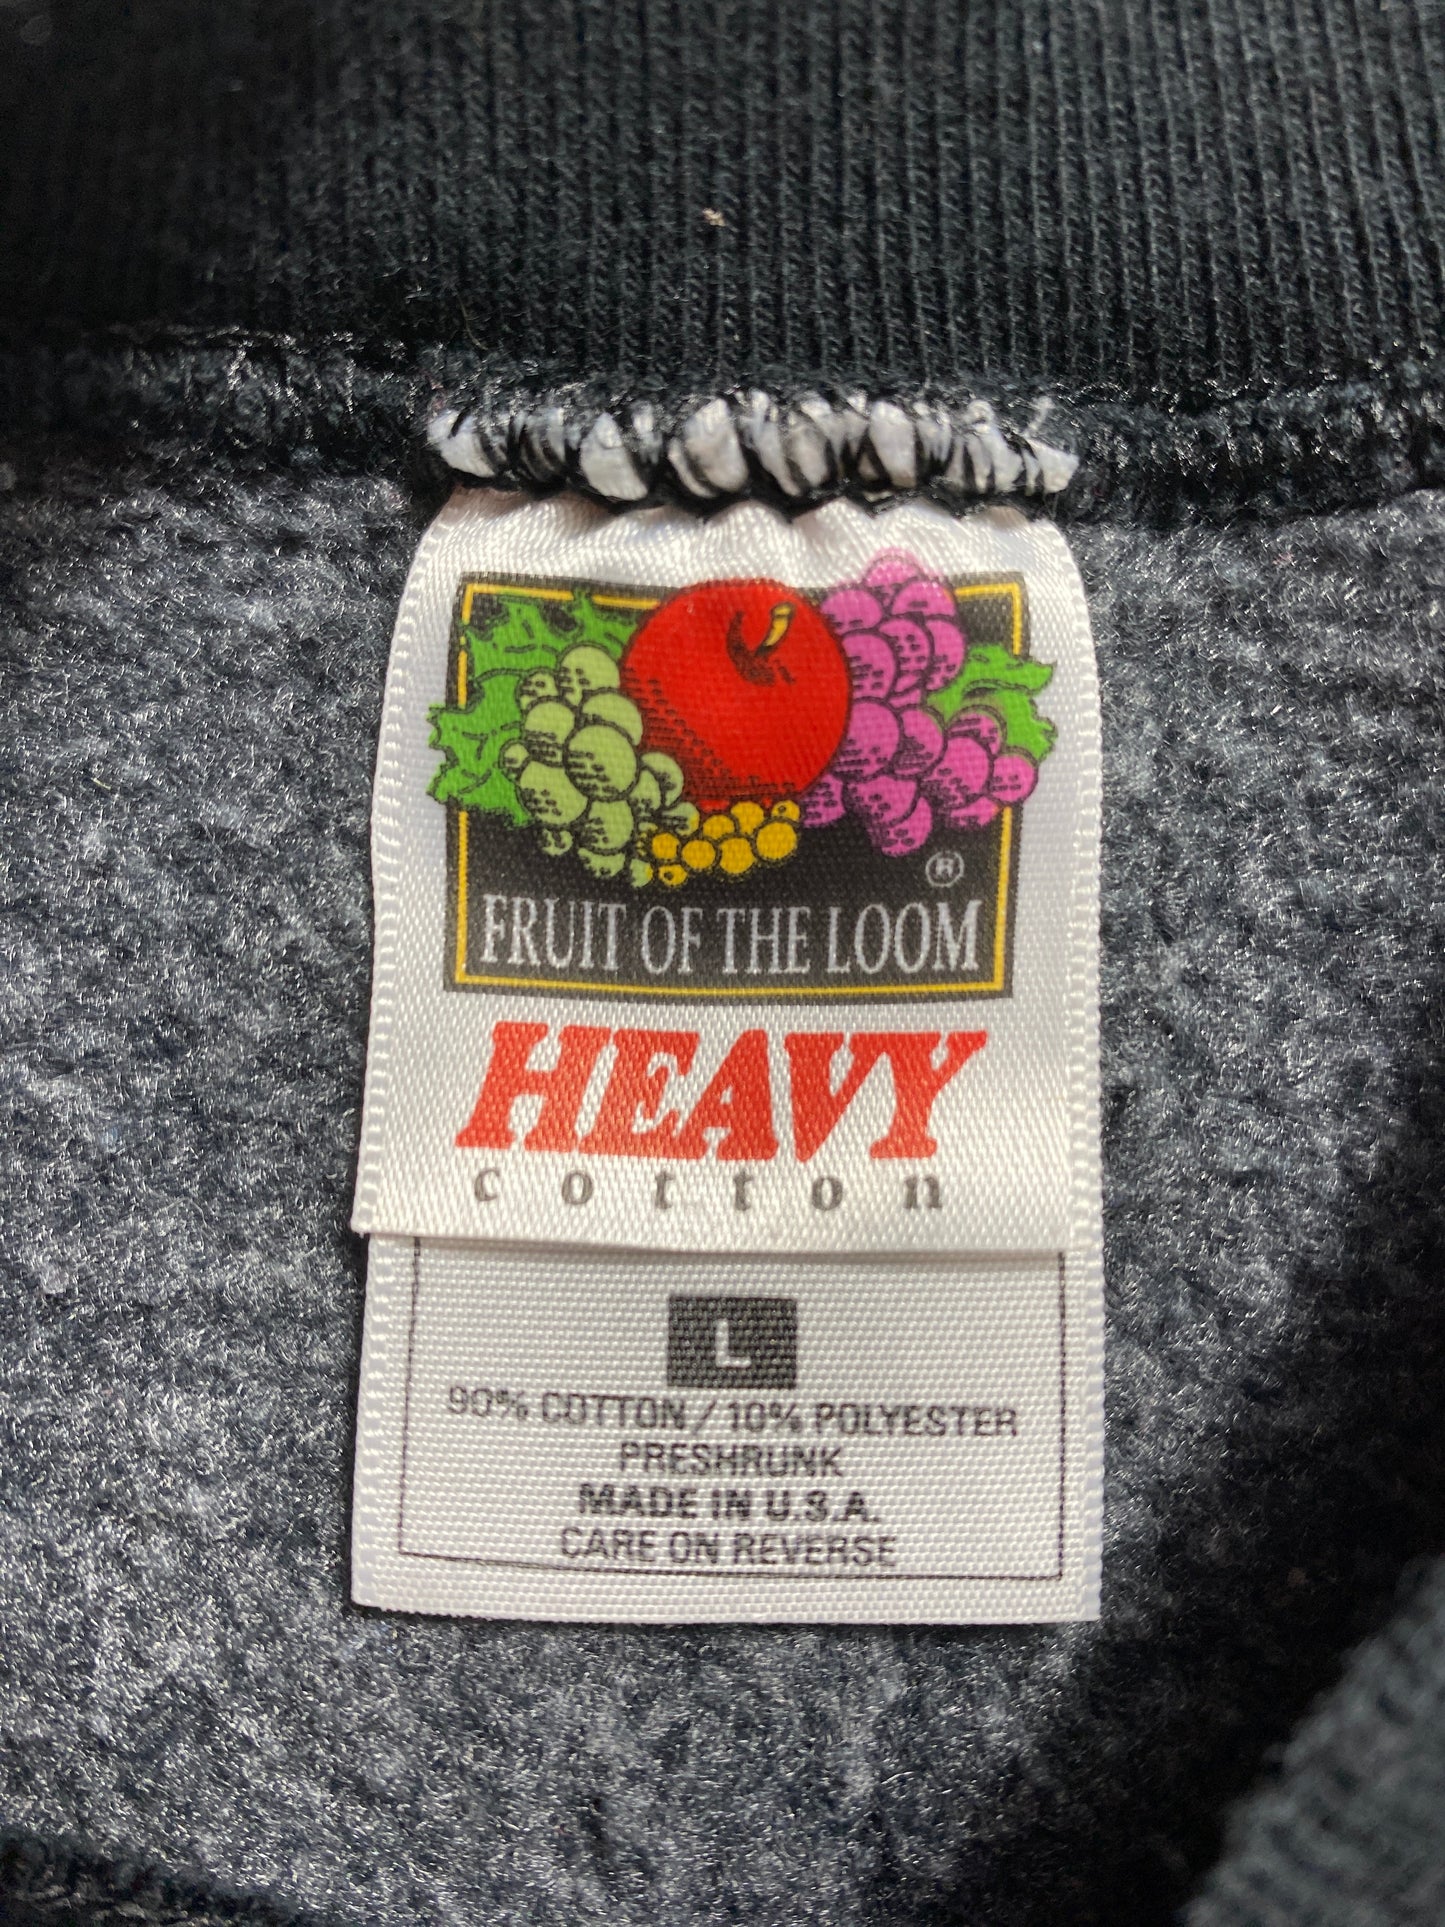 ®
FRUIT OF THE LOOM
HEAVY
cotton
L
90% COTTON/10% POLYESTER
PRESHRUNK
MADE IN U.S.A.
CARE ON REVERSE